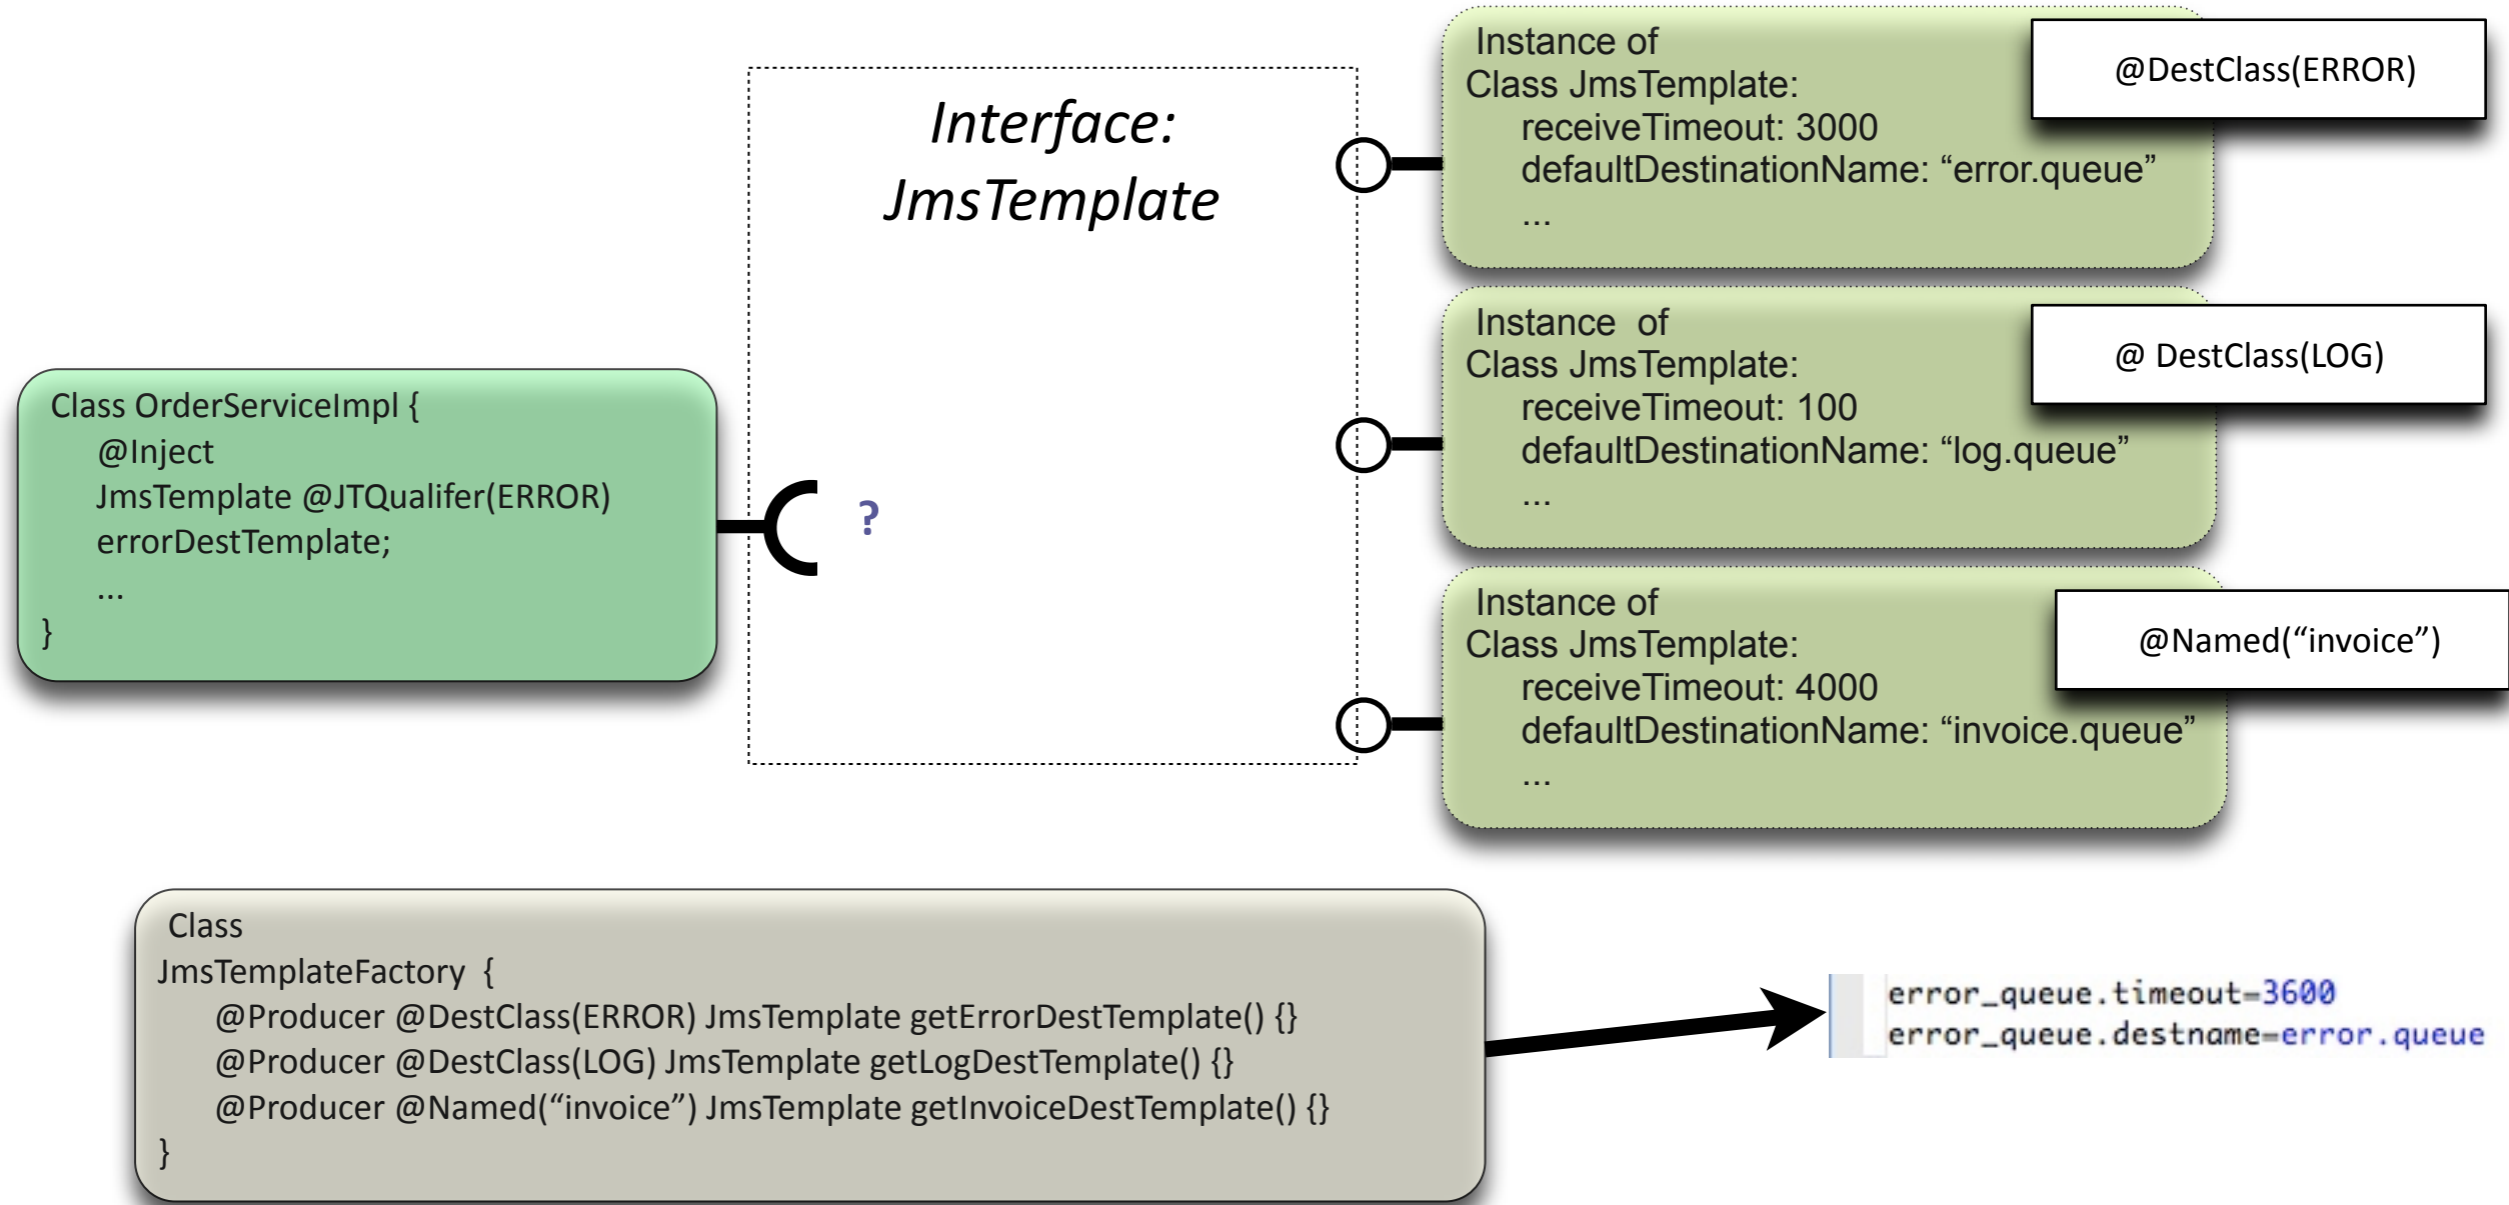 Interface:
JmsTemplate
Instance of
Class JmsTemplate:
receiveTimeout: 3000
defaultDestinationName: “error.queue”
...
@DestClass(ERROR)
Instance  of
Class JmsTemplate:
receiveTimeout: 100
defaultDestinationName: “log.queue”
...
@ DestClass(LOG)
Class OrderServiceImpl {
@Inject
JmsTemplate @JTQualifer(ERROR)
errorDestTemplate;
...
}
?
Instance of
Class JmsTemplate:
receiveTimeout: 4000
defaultDestinationName: “invoice.queue”
...
@Named(“invoice”)
Class
JmsTemplateFactory  {
@Producer @DestClass(ERROR) JmsTemplate getErrorDestTemplate() {}
@Producer @DestClass(LOG) JmsTemplate getLogDestTemplate() {}
@Producer @Named(“invoice”) JmsTemplate getInvoiceDestTemplate() {}
}
error_queue.timeout=3600
error_queue.destname=error.queue